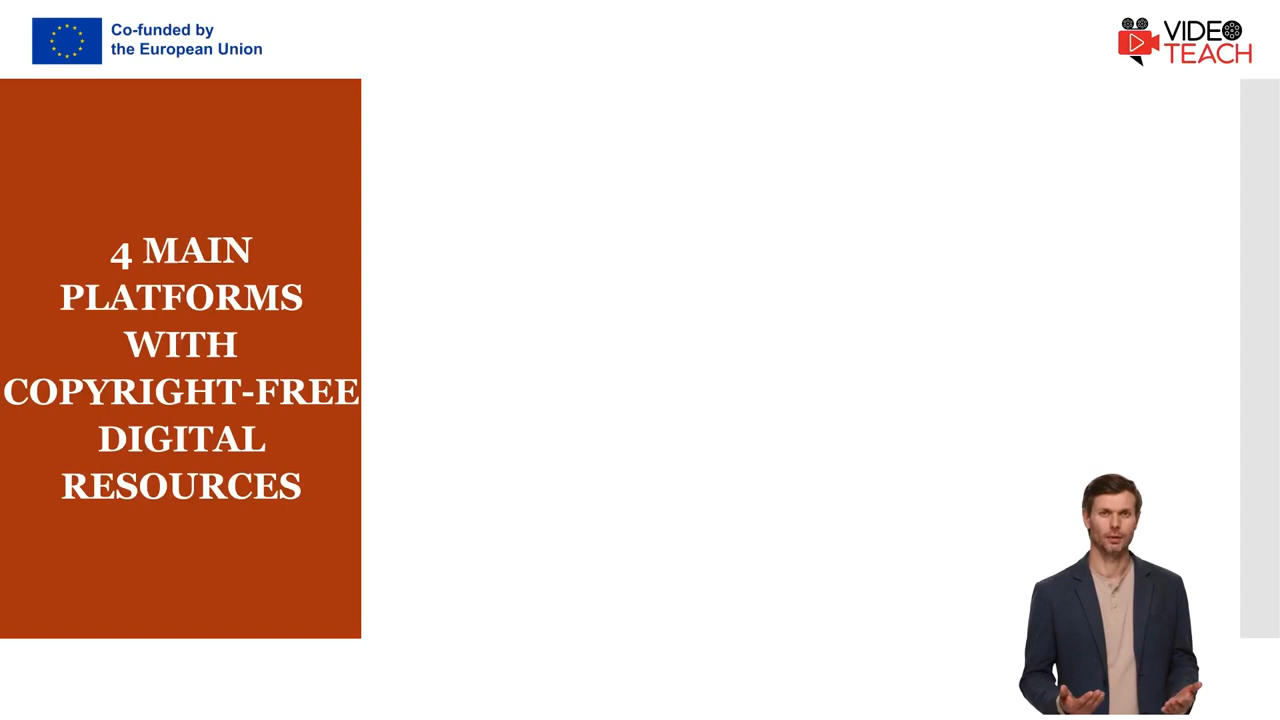 Co-funded by
the European Union
VIDEO
TEACH
4 MAIN
PLATFORMS
WITH
COPYRIGHT-FREE
DIGITAL
RESOURCES